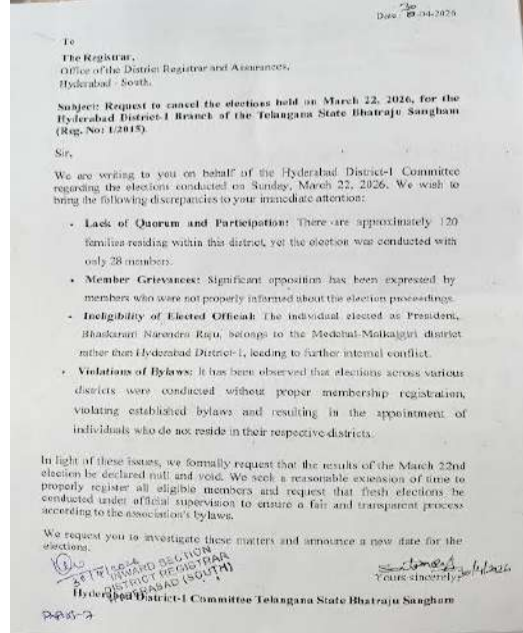 Date: 30-04-2026
To
The Registrar,
Office of the District Registrar and Assurances,
Hyderabad - South.
Subject: Request to cancel the elections held on March 22, 2026, for the
Hyderabad District-I Branch of the Telangana State Bhatraju Sangham
(Reg. No: 1/2015).
Sir,
We are writing to you on behalf of the Hyderabad District-I Committee
regarding the elections conducted on Sunday, March 22, 2026. We wish to
bring the following discrepancies to your immediate attention:
• Lack of Quorum and Participation: There are approximately 120
families residing within this district, yet the election was conducted with
only 28 members.
• Member Grievances: Significant opposition has been expressed by
members who were not properly informed about the election proceedings.
• Ineligibility of Elected Official: The individual elected as President,
Narendra Raju, belongs to the Medchal-Malkajgiri district
rather than Hyderabad District-I, leading to further internal conflict.
• Violations of Bylaws: It has been observed that elections across various
districts were conducted without proper membership registration,
violating established bylaws and resulting in the appointment of
individuals who do not reside in their respective districts.
In light of these issues, we formally request that the results of the March 22nd
election be declared null and void. We seek a reasonable extension of time to
properly register all eligible members and request that fresh elections be
conducted under official supervision to ensure a fair and transparent process
according to the association's bylaws.
We request you to investigate these matters and announce a new date for the
elections.
INWARD SECTION
DISTRICT REGISTRAR
HYDERABAD (SOUTH)
30/4/2026
Yours sincerely,
Hyderabad District-I Committee Telangana State Bhatraju Sangham